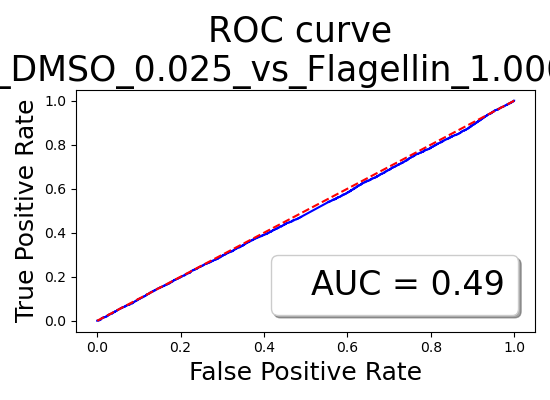 ROC curve
_DMSO_0.025_vs_Flagellin_1.000
True Positive Rate
1.0
0.8
0.6
0.4
0.2
0.0
AUC = 0.49
0.0 0.2 0.4 0.6 0.8 1.0
False Positive Rate